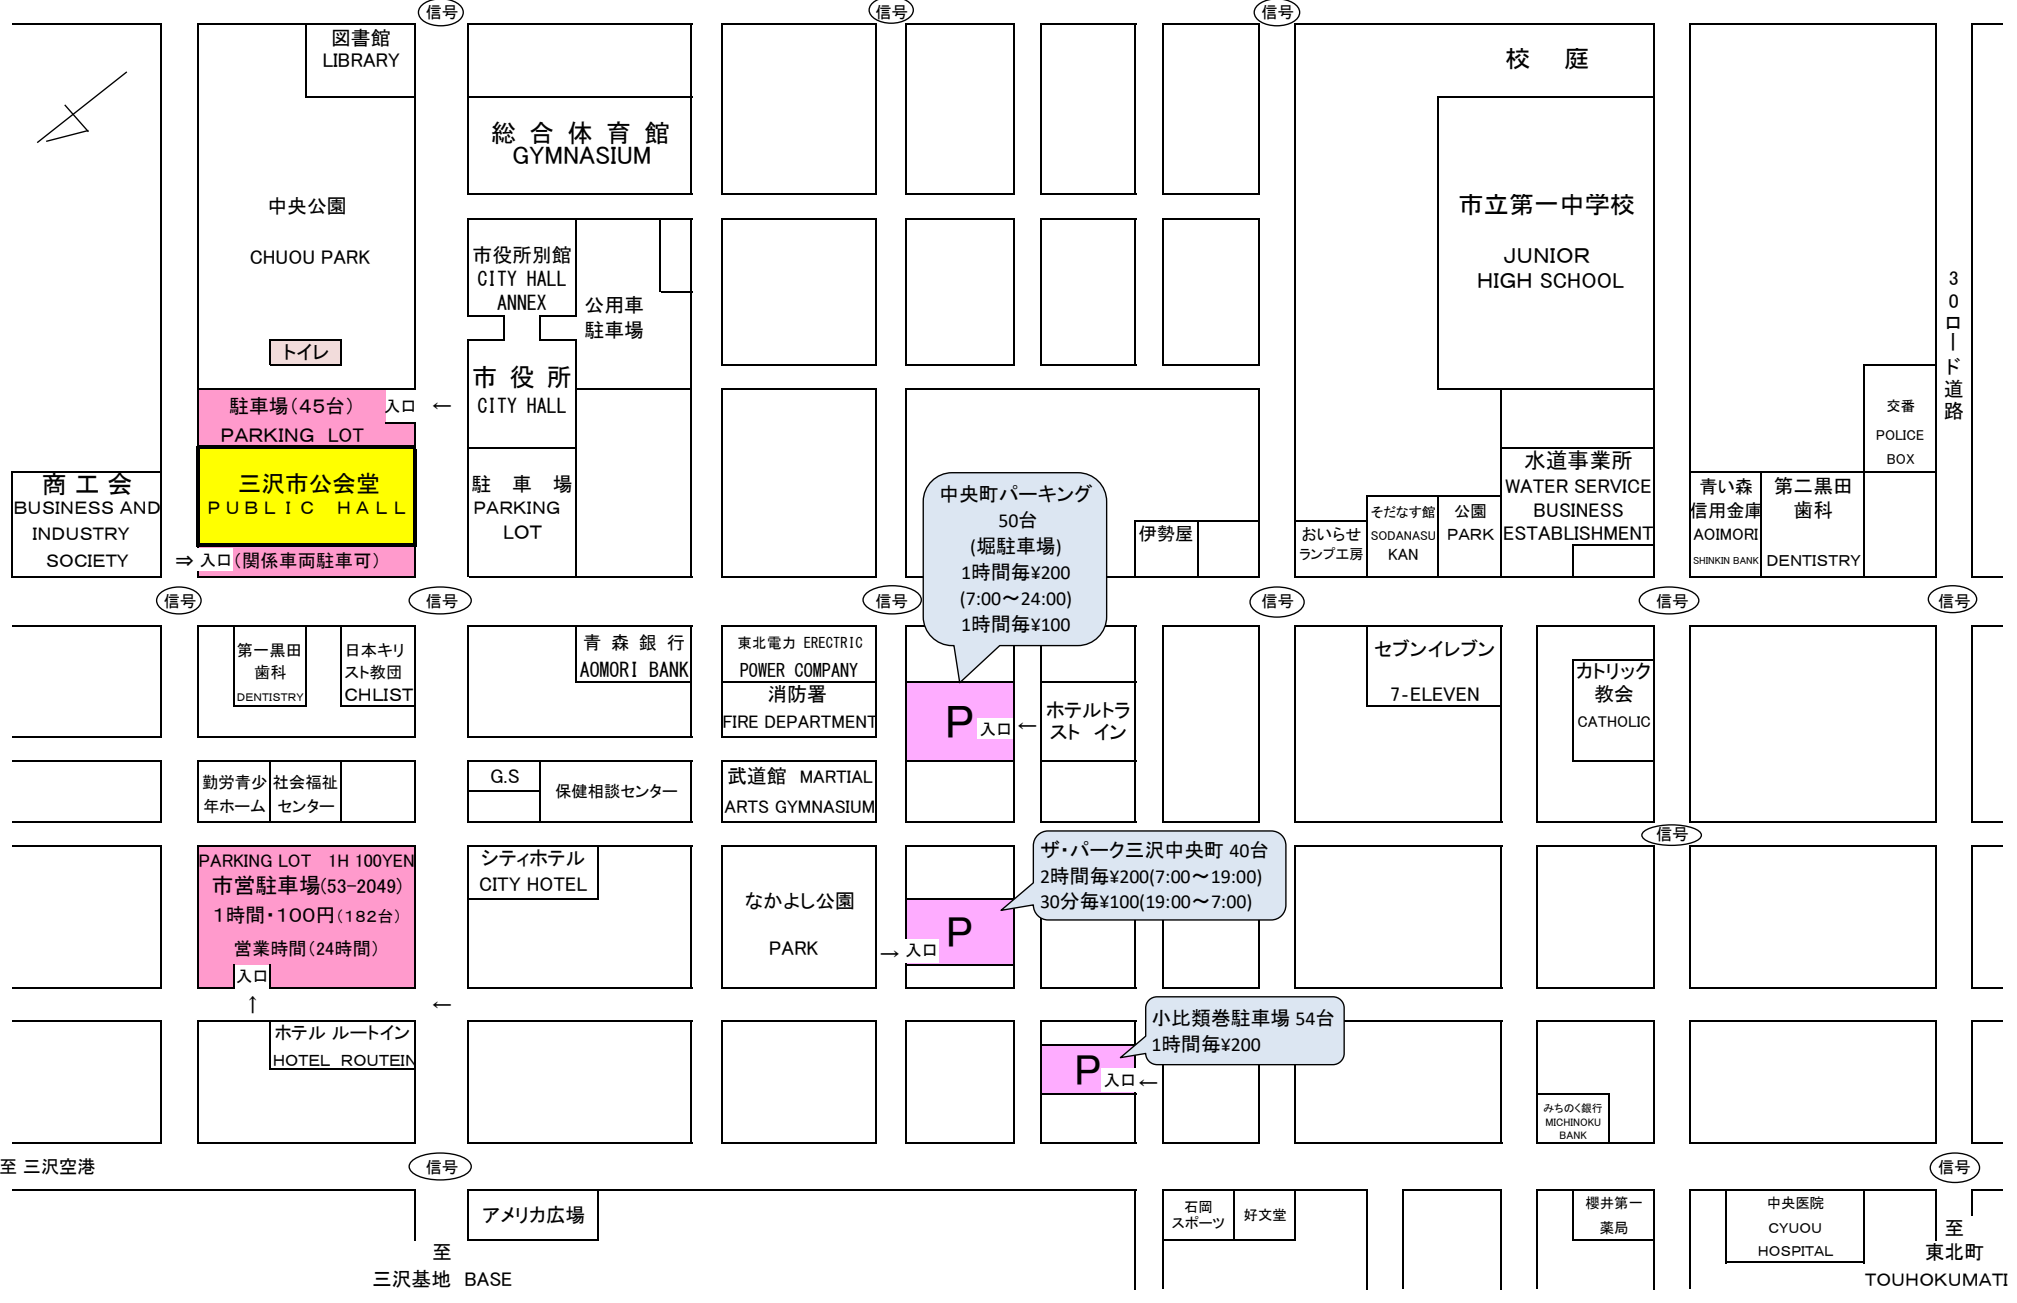 信号
信号
信号
図書館
LIBRARY
校　庭
総 合 体 育 館
GYMNASIUM
中央公園
CHUOU PARK
市役所別館
CITY HALL
ANNEX
公用車
駐車場
市立第一中学校
JUNIOR
HIGH SCHOOL
30ロード道路
トイレ
市 役 所
CITY HALL
駐車場(45台)
PARKING LOT
入口
←
交番
POLICE
BOX
商 工 会
BUSINESS AND
INDUSTRY
SOCIETY
三沢市公会堂
PUBLIC HALL
⇒ 入口 (関係車両駐車可)
駐 車 場
PARKING
LOT
中央町パーキング
50台
(堀駐車場)
1時間毎¥200
(7:00～24:00)
1時間毎¥100
伊勢屋
おいらせ
ランプ工房
そだなす館
SODANASU
KAN
公園
PARK
水道事業所
WATER SERVICE
BUSINESS
ESTABLISHMENT
青い森
信用金庫
AOIMORI
SHINKIN BANK
第二黒田
歯科
DENTISTRY
信号
信号
信号
信号
信号
信号
第一黒田
歯科
DENTISTRY
日本キリ
スト教団
CHLIST
青 森 銀 行
AOMORI BANK
東北電力 ERECTRIC
POWER COMPANY
消防署
FIRE DEPARTMENT
P
入口
←
ホテルトラ
スト イン
セブンイレブン
7-ELEVEN
カトリック
教会
CATHOLIC
勤労青少
年ホーム
社会福祉
センター
G.S
保健相談センター
武道館 MARTIAL
ARTS GYMNASIUM
信号
PARKING LOT 1H 100YEN
市営駐車場(53-2049)
1時間・100円(182台)
営業時間(24時間)
入口
↑
←
シティホテル
CITY HOTEL
なかよし公園
PARK
→ 入口
P
ザ・パーク三沢中央町 40台
2時間毎¥200(7:00～19:00)
30分毎¥100(19:00～7:00)
ホテル ルートイン
HOTEL ROUTEIN
小比類巻駐車場 54台
1時間毎¥200
P
入口
←
みちのく銀行
MICHINOKU
BANK
至 三沢空港
信号
信号
アメリカ広場
石岡
スポーツ
好文堂
櫻井第一
薬局
中央医院
CYUOU
HOSPITAL
至
三沢基地 BASE
至
東北町
TOUHOKUMATI